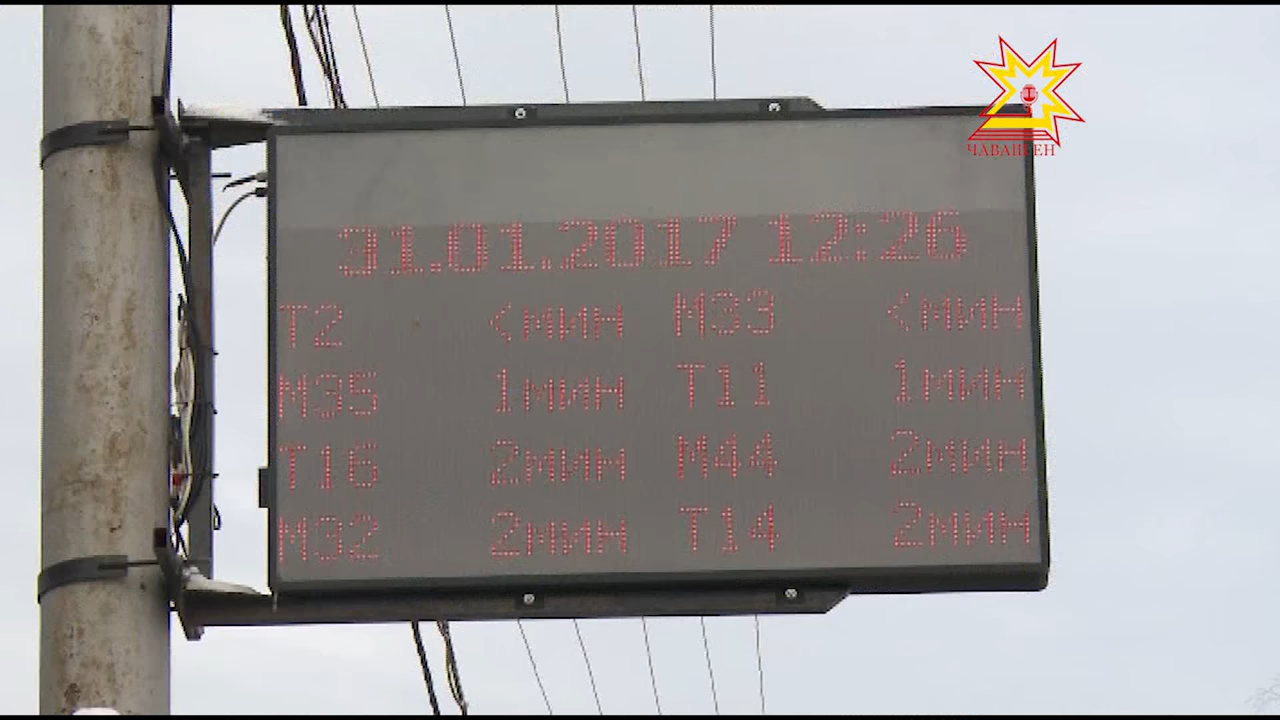 ЧӐВАШ ЕН
31.01.2017 12:26
Т2 <мин М33 <мин
М35 1мин Т11 1мин
Т16 2мин М44 2мин
М32 2мин Т14 2мин